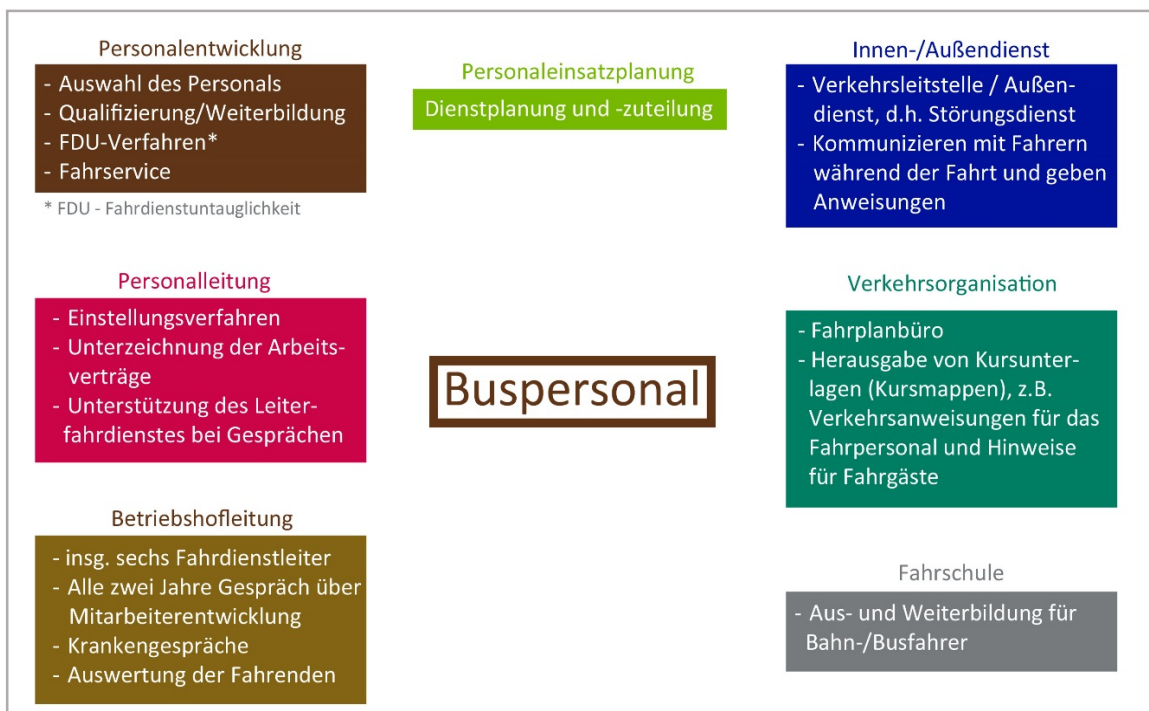 Personalentwicklung
- Auswahl des Personals
- Qualifizierung/Weiterbildung
- FDU-Verfahren*
- Fahrservice
* FDU - Fahrdienstuntauglichkeit
Personaleinsatzplanung
Dienstplanung und -zuteilung
Innen-/Außendienst
- Verkehrsleitstelle / Außen-
dienst, d.h. Störungsdienst
- Kommunizieren mit Fahrern
während der Fahrt und geben
Anweisungen
Personalleitung
- Einstellungsverfahren
- Unterzeichnung der Arbeits-
verträge
- Unterstützung des Leiter-
fahrdienstes bei Gesprächen
Buspersonal
Verkehrsorganisation
- Fahrplanbüro
- Herausgabe von Kursunter-
lagen (Kursmappen), z.B.
Verkehrsanweisungen für das
Fahrpersonal und Hinweise
für Fahrgäste
Betriebshofleitung
- insg. sechs Fahrdienstleiter
- Alle zwei Jahre Gespräch über
Mitarbeiterentwicklung
- Krankengespräche
- Auswertung der Fahrenden
Fahrschule
- Aus- und Weiterbildung für
Bahn-/Busfahrer